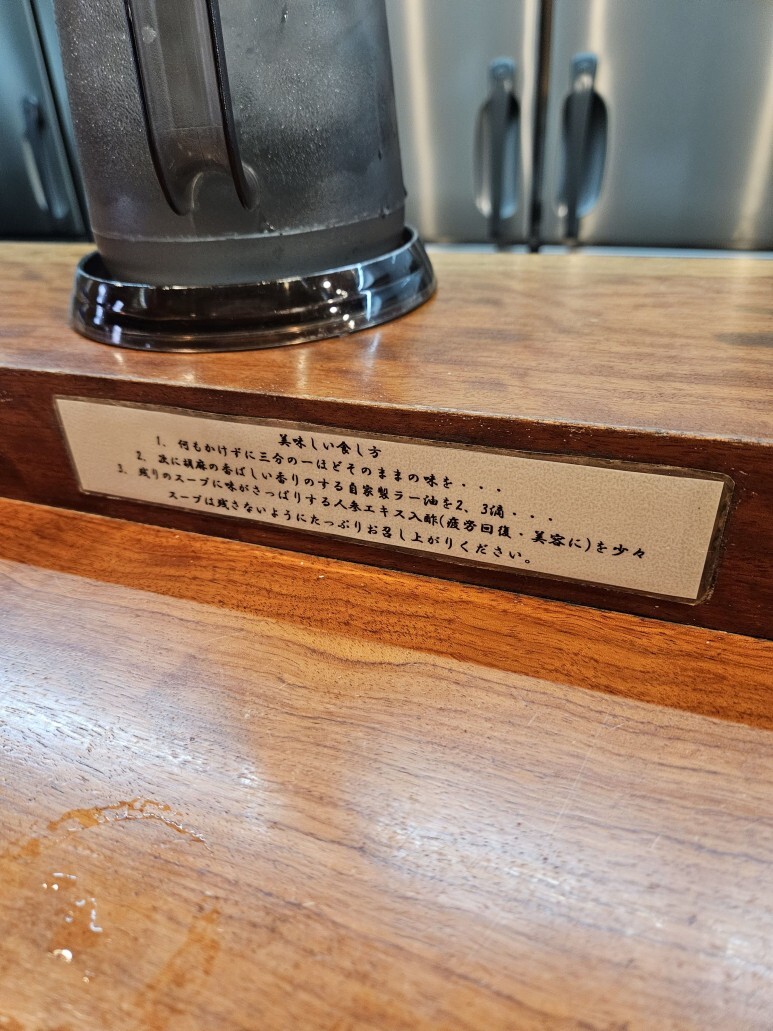 美味しい食し方
1. 何もかけずに三分の一ほどそのままの味を・・・
2. 次に胡麻の香ばしい香りのする自家製ラー油を2、3滴・・・
3. 残りのスープに味がさっぱりする人参エキス入酢(疲労回復・美容に)を少々
スープは残さないようにたっぷりお召し上がりください。